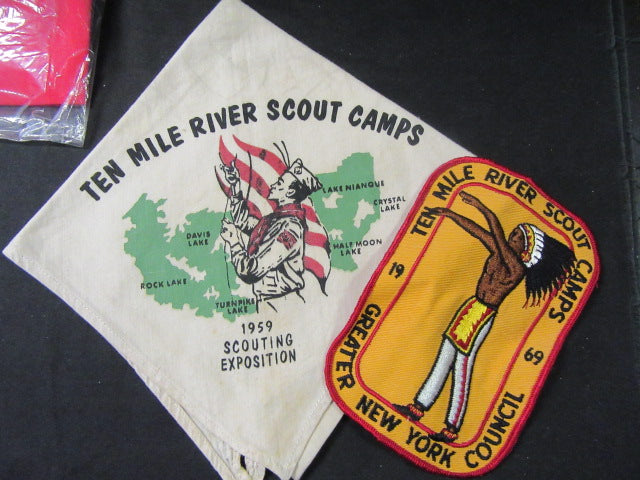 TEN MILE RIVER SCOUT CAMPS
LAKE NIANQUE
CRYSTAL
LAKE
DAVIS
LAKE
HALF MOON
LAKE
ROCK LAKE
TURNPIKE
LAKE
1959
SCOUTING
EXPOSITION
TEN MILE RIVER SCOUT CAMPS
19 69
GREATER NEW YORK COUNCIL